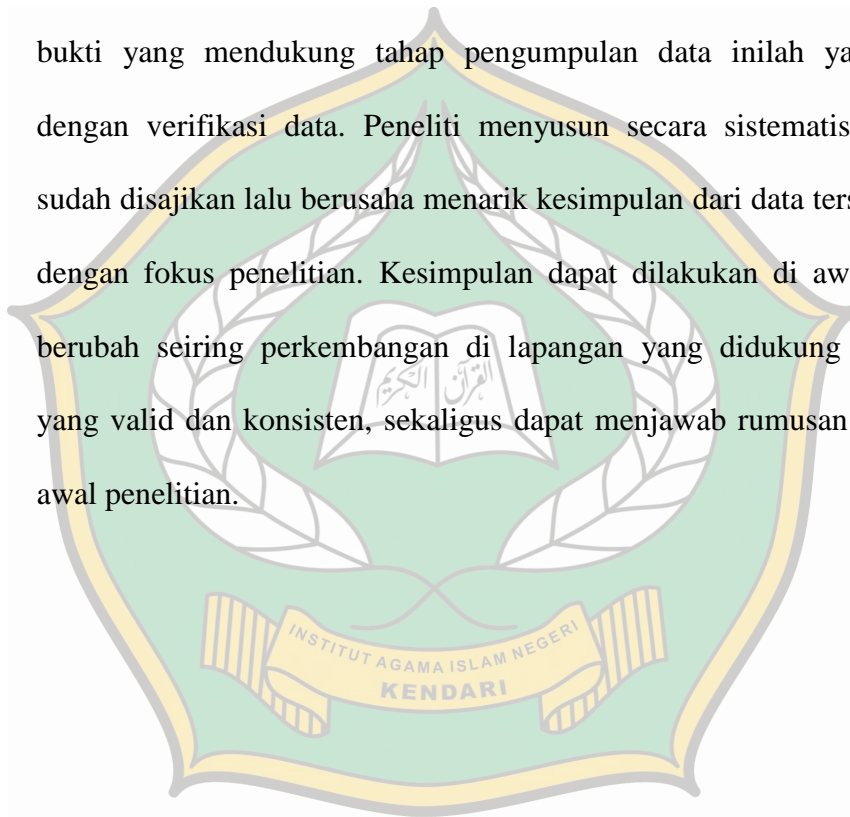 bukti yang mendukung tahap pengumpulan data inilah ya
dengan verifikasi data. Peneliti menyusun secara sistematis
sudah disajikan lalu berusaha menarik kesimpulan dari data ters
dengan fokus penelitian. Kesimpulan dapat dilakukan di aw
berubah seiring perkembangan di lapangan yang didukung
yang valid dan konsisten, sekaligus dapat menjawab rumusan
awal penelitian.
القرآن الكريم
INSTITUT AGAMA ISLAM NEGERI
KENDARI